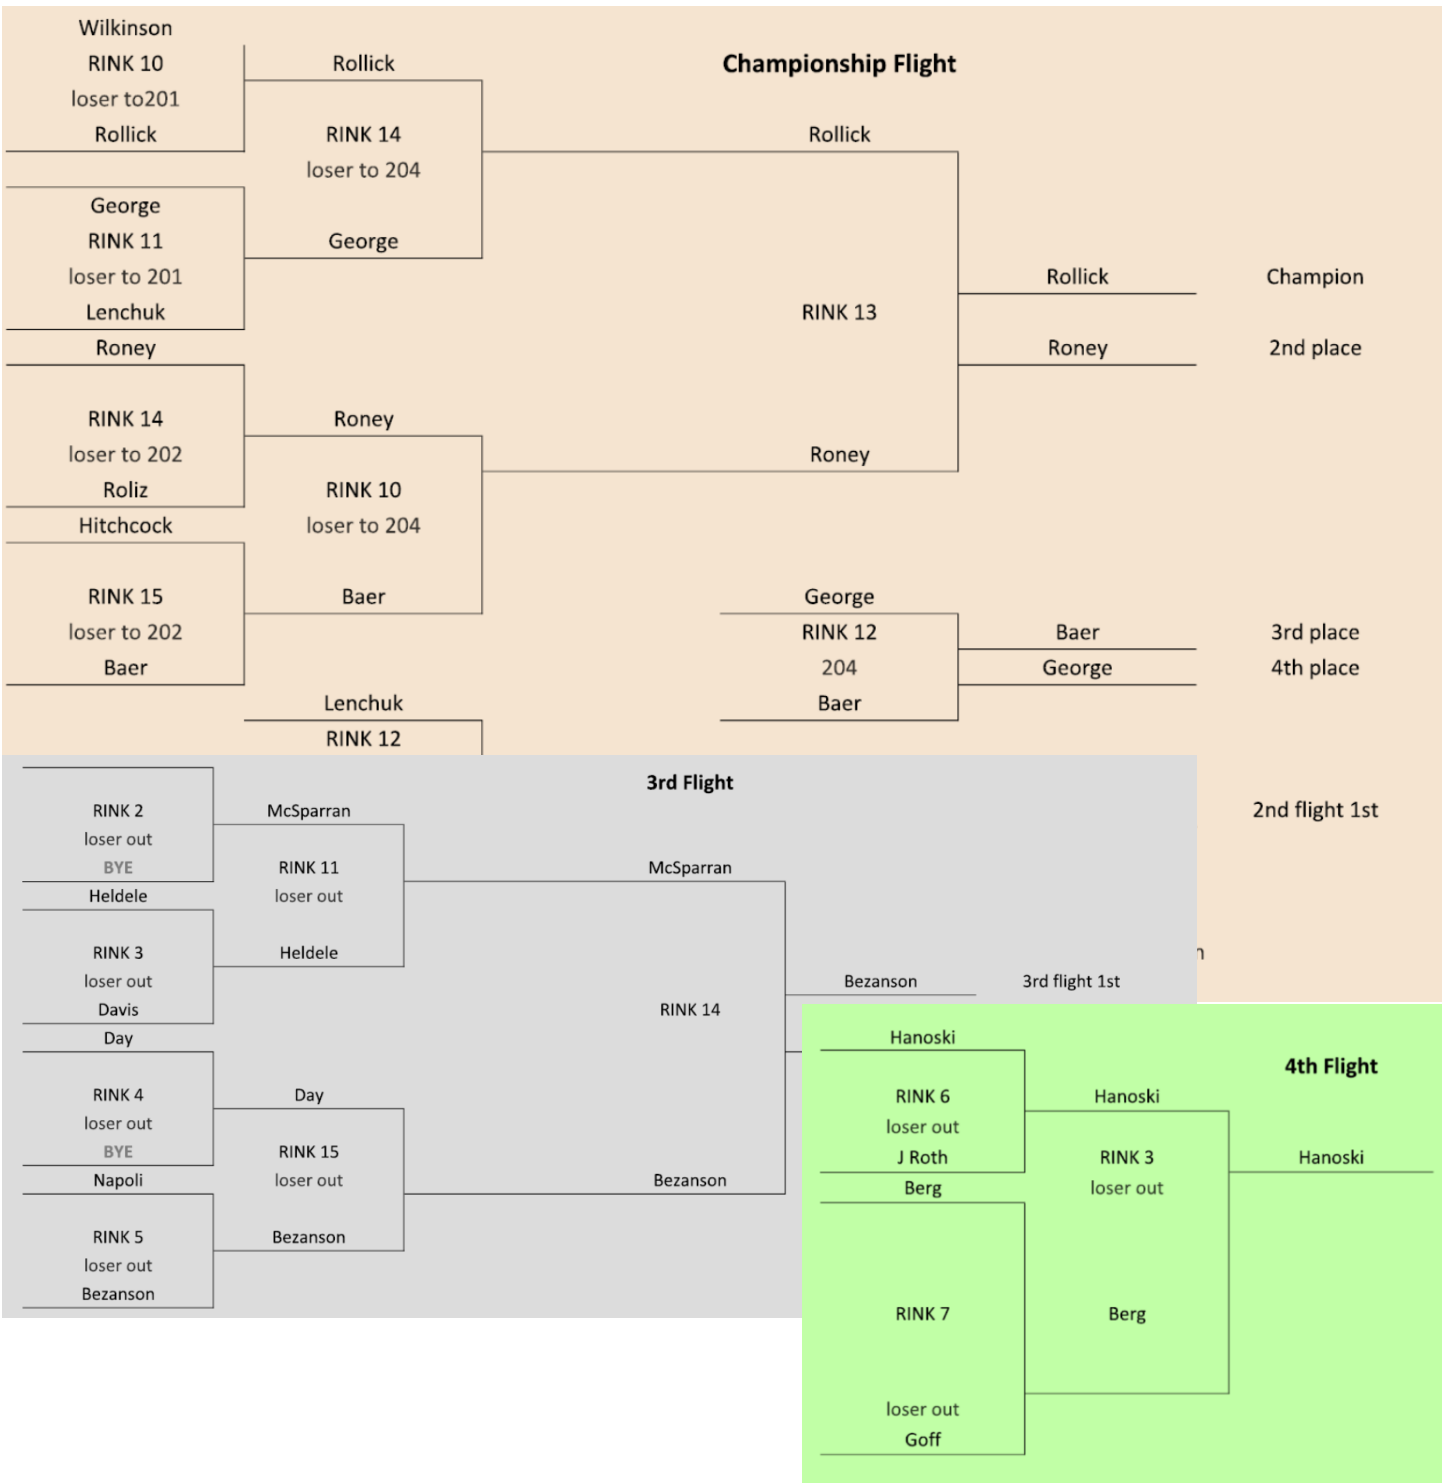 Wilkinson
RINK 10
loser to201
Rollick
Rollick
Championship Flight
RINK 14
loser to 204
Rollick
George
RINK 11
loser to 201
Lenchuk
George
Rollick
Champion
RINK 13
Roney
2nd place
Roney
RINK 14
loser to 202
Roliz
Roney
Roney
Hitchcock
RINK 10
loser to 204
RINK 15
loser to 202
Baer
Baer
George
RINK 12
204
Baer
Baer
3rd place
George
4th place
Lenchuk
RINK 12
2nd flight 1st
3rd Flight
RINK 2
loser out
BYE
McSparran
RINK 11
loser out
McSparran
Heldele
RINK 3
loser out
Davis
Heldele
Bezanson
3rd flight 1st
RINK 14
Day
RINK 4
loser out
BYE
Day
RINK 15
loser out
Bezanson
Napoli
RINK 5
loser out
Bezanson
Bezanson
4th Flight
Hanoski
RINK 6
loser out
J Roth
Hanoski
RINK 3
loser out
Hanoski
Berg
RINK 7
loser out
Goff
Berg